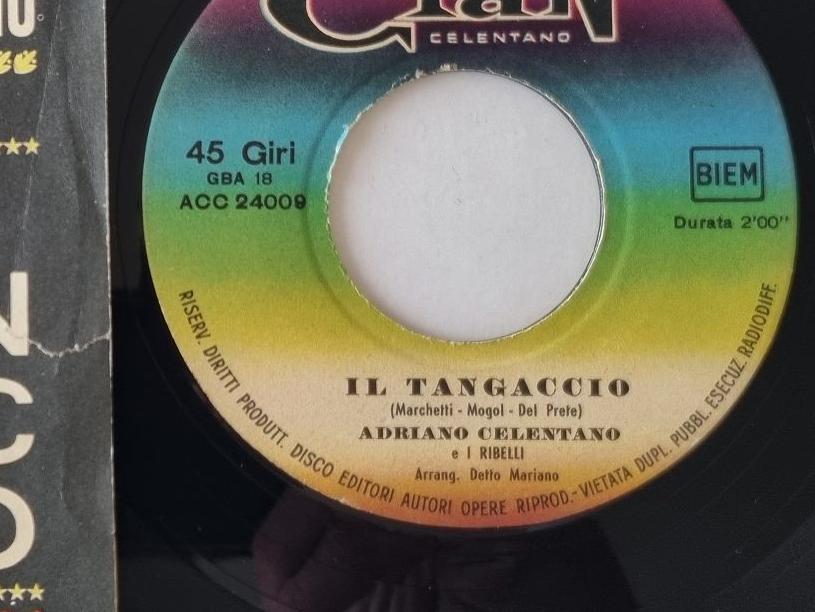 Clan
CELENTANO
45 Giri
GBA 18
ACC 24009
BIEM
Durata 2'00"
IL TANGACCIO
(Marchetti - Mogol - Del Prete)
ADRIANO CELENTANO
e I RIBELLI
Arrang. Detto Mariano
RISERV. DIRITTI PRODUTT. DISCO EDITORI AUTORI OPERE RIPROD.-VIETATA DUPL. PUBBL. ESECUZ. RADIODIFF.
N
C
O